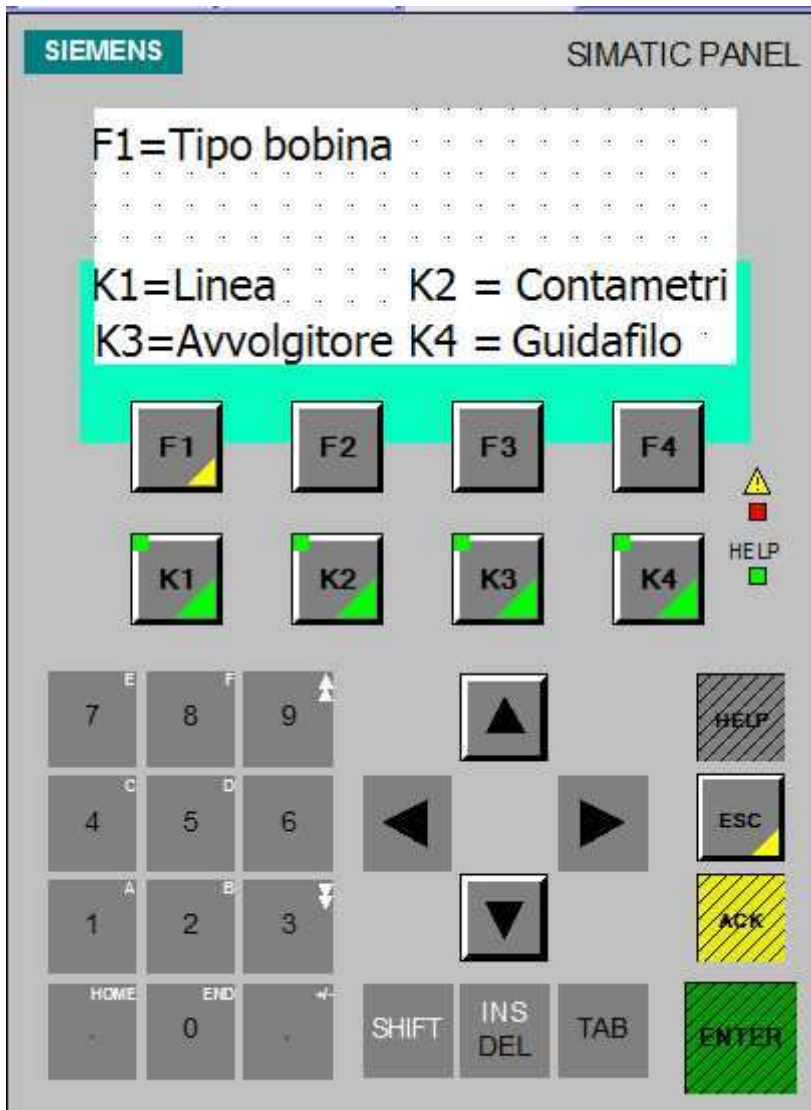 SIEMENS SIMATIC PANEL
F1=Tipo bobina
K1=Linea K2 = Contametri
K3=Avvolgitore K4 = Guidafilo
F1 F2 F3 F4
HELP
K1 K2 K3 K4
E F
7 8 9 HELP
C D
4 5 6 ESC
A B
1 2 3 ACK
HOME END +/-
. 0 . SHIFT INS DEL TAB ENTER